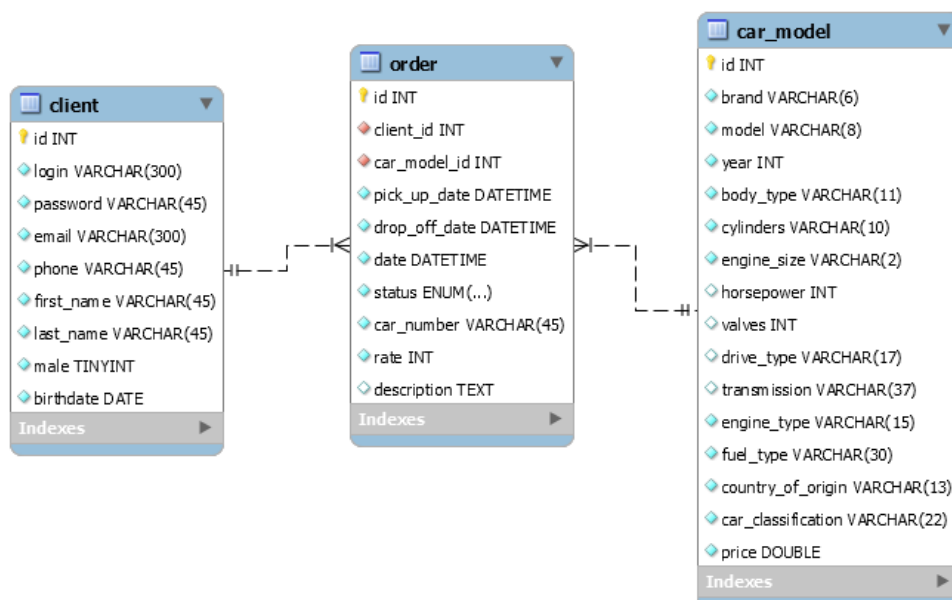 client
id INT
login VARCHAR(300)
password VARCHAR(45)
email VARCHAR(300)
phone VARCHAR(45)
first_name VARCHAR(45)
last_name VARCHAR(45)
male TINYINT
birthdate DATE
Indexes
order
id INT
client_id INT
car_model_id INT
pick_up_date DATETIME
drop_off_date DATETIME
date DATETIME
status ENUM(...)
car_number VARCHAR(45)
rate INT
description TEXT
Indexes
car_model
id INT
brand VARCHAR(6)
model VARCHAR(8)
year INT
body_type VARCHAR(11)
cylinders VARCHAR(10)
engine_size VARCHAR(2)
horsepower INT
valves INT
drive_type VARCHAR(17)
transmission VARCHAR(37)
engine_type VARCHAR(15)
fuel_type VARCHAR(30)
country_of_origin VARCHAR(13)
car_classification VARCHAR(22)
price DOUBLE
Indexes